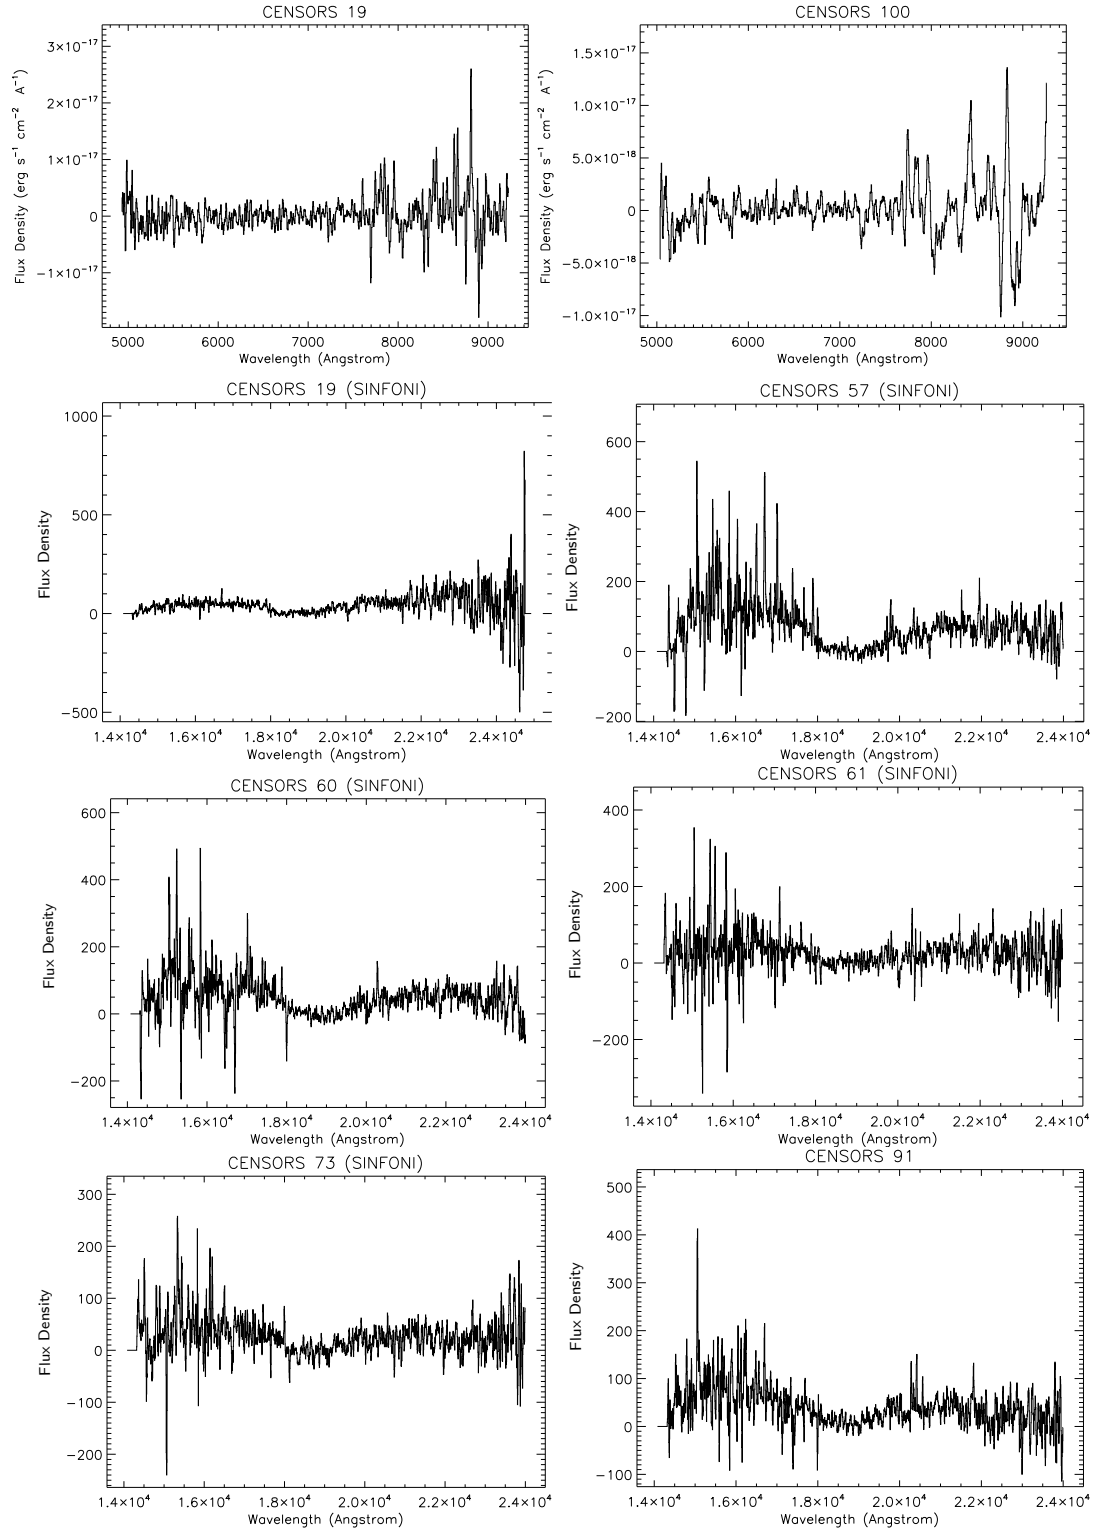 CENSORS 19
3×10⁻¹⁷
2×10⁻¹⁷
1×10⁻¹⁷
0
−1×10⁻¹⁷
Flux Density (erg s⁻¹ cm⁻² A⁻¹)
5000 6000 7000 8000 9000
Wavelength (Angstrom)
CENSORS 100
1.5×10⁻¹⁷
1.0×10⁻¹⁷
5.0×10⁻¹⁸
0
−5.0×10⁻¹⁸
−1.0×10⁻¹⁷
Flux Density (erg s⁻¹ cm⁻² A⁻¹)
5000 6000 7000 8000 9000
Wavelength (Angstrom)
CENSORS 19 (SINFONI)
1000
500
0
−500
Flux Density
1.4×10⁴ 1.6×10⁴ 1.8×10⁴ 2.0×10⁴ 2.2×10⁴ 2.4×10⁴
Wavelength (Angstrom)
CENSORS 57 (SINFONI)
600
400
200
0
−200
Flux Density
1.4×10⁴ 1.6×10⁴ 1.8×10⁴ 2.0×10⁴ 2.2×10⁴ 2.4×10⁴
Wavelength (Angstrom)
CENSORS 60 (SINFONI)
600
400
200
0
−200
Flux Density
1.4×10⁴ 1.6×10⁴ 1.8×10⁴ 2.0×10⁴ 2.2×10⁴ 2.4×10⁴
Wavelength (Angstrom)
CENSORS 61 (SINFONI)
400
200
0
−200
Flux Density
1.4×10⁴ 1.6×10⁴ 1.8×10⁴ 2.0×10⁴ 2.2×10⁴ 2.4×10⁴
Wavelength (Angstrom)
CENSORS 73 (SINFONI)
300
200
100
0
−100
−200
Flux Density
1.4×10⁴ 1.6×10⁴ 1.8×10⁴ 2.0×10⁴ 2.2×10⁴ 2.4×10⁴
Wavelength (Angstrom)
CENSORS 91
500
400
300
200
100
0
−100
Flux Density
1.4×10⁴ 1.6×10⁴ 1.8×10⁴ 2.0×10⁴ 2.2×10⁴ 2.4×10⁴
Wavelength (Angstrom)